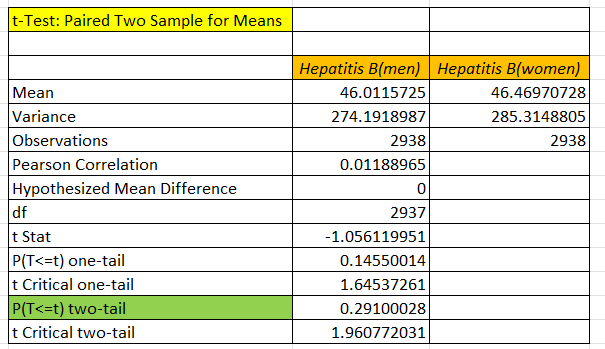 t-Test: Paired Two Sample for Means
Hepatitis B(men) Hepatitis B(women)
Mean 46.0115725 46.46970728
Variance 274.1918987 285.3148805
Observations 2938 2938
Pearson Correlation 0.01188965
Hypothesized Mean Difference 0
df 2937
t Stat -1.056119951
P(T<=t) one-tail 0.14550014
t Critical one-tail 1.64537261
P(T<=t) two-tail 0.29100028
t Critical two-tail 1.960772031